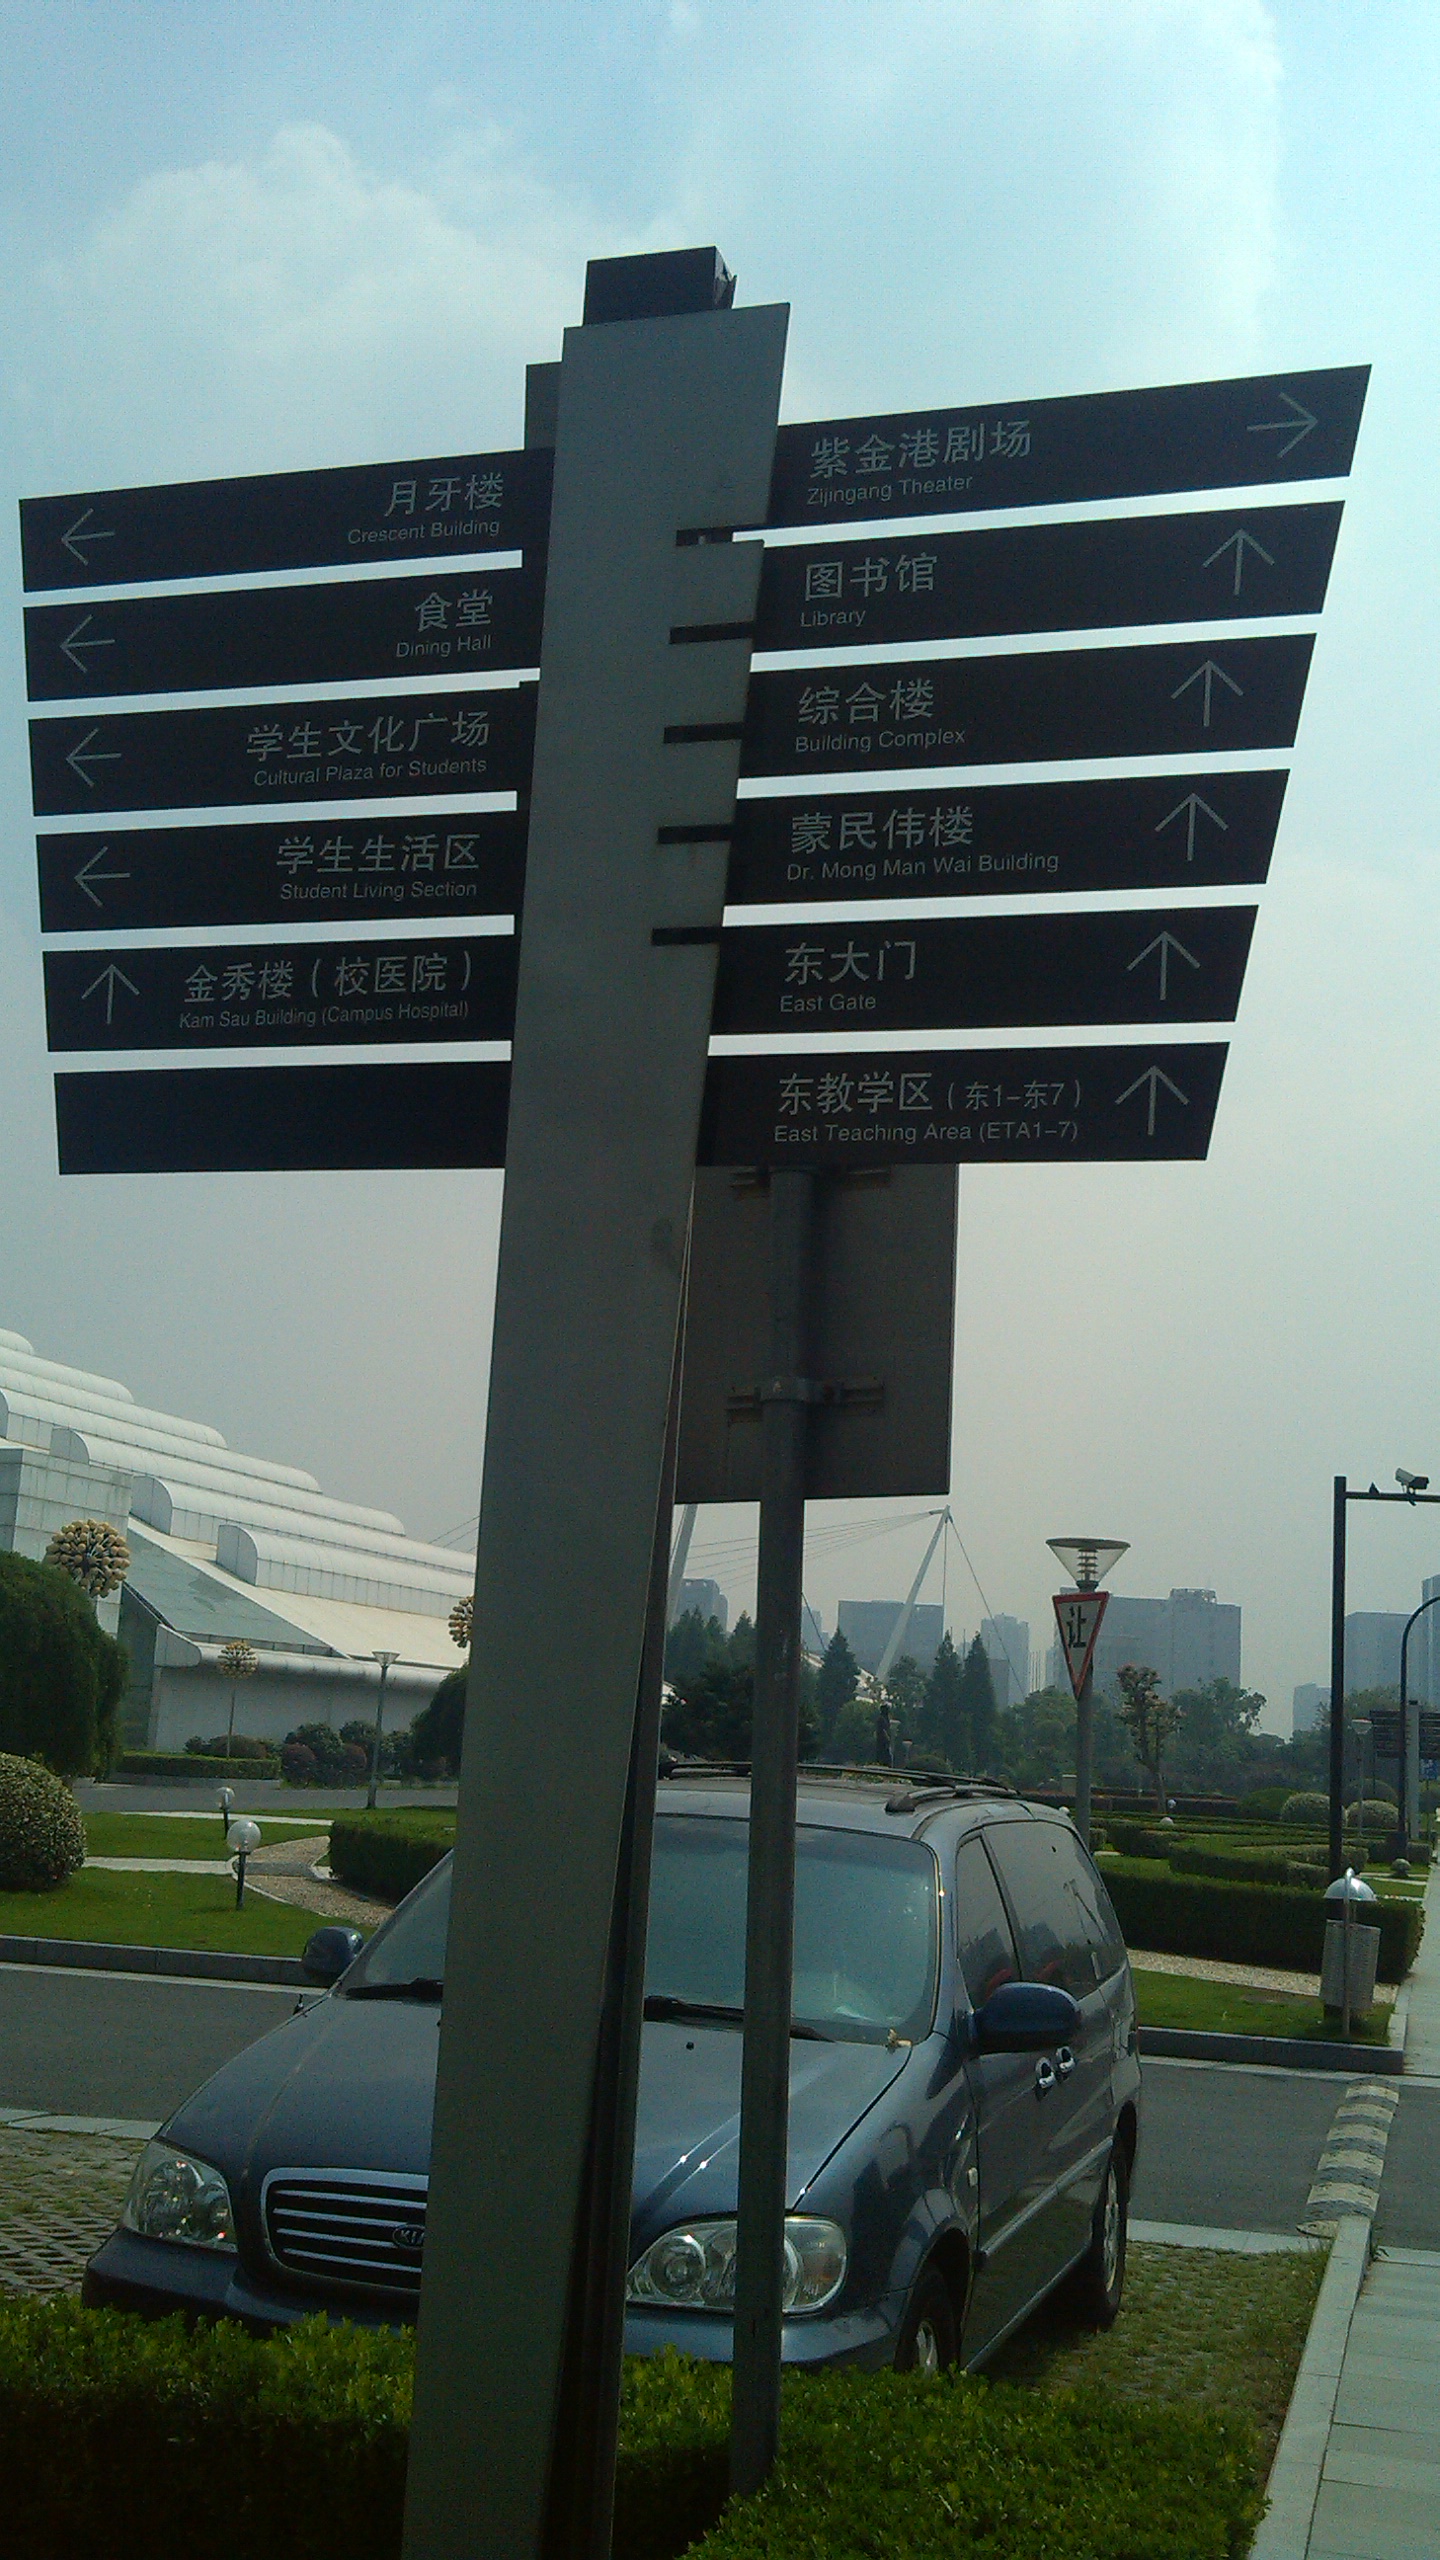 月牙楼
Crescent Building
食堂
Dining Hall
学生文化广场
Cultural Plaza for Students
学生生活区
Student Living Section
金秀楼（校医院）
Kam Sau Building (Campus Hospital)
紫金港剧场
Zijingang Theater
图书馆
Library
综合楼
Building Complex
蒙民伟楼
Dr. Mong Man Wai Building
东大门
East Gate
东教学区（东1-东7）
East Teaching Area (ETA1-7)
让
KIA